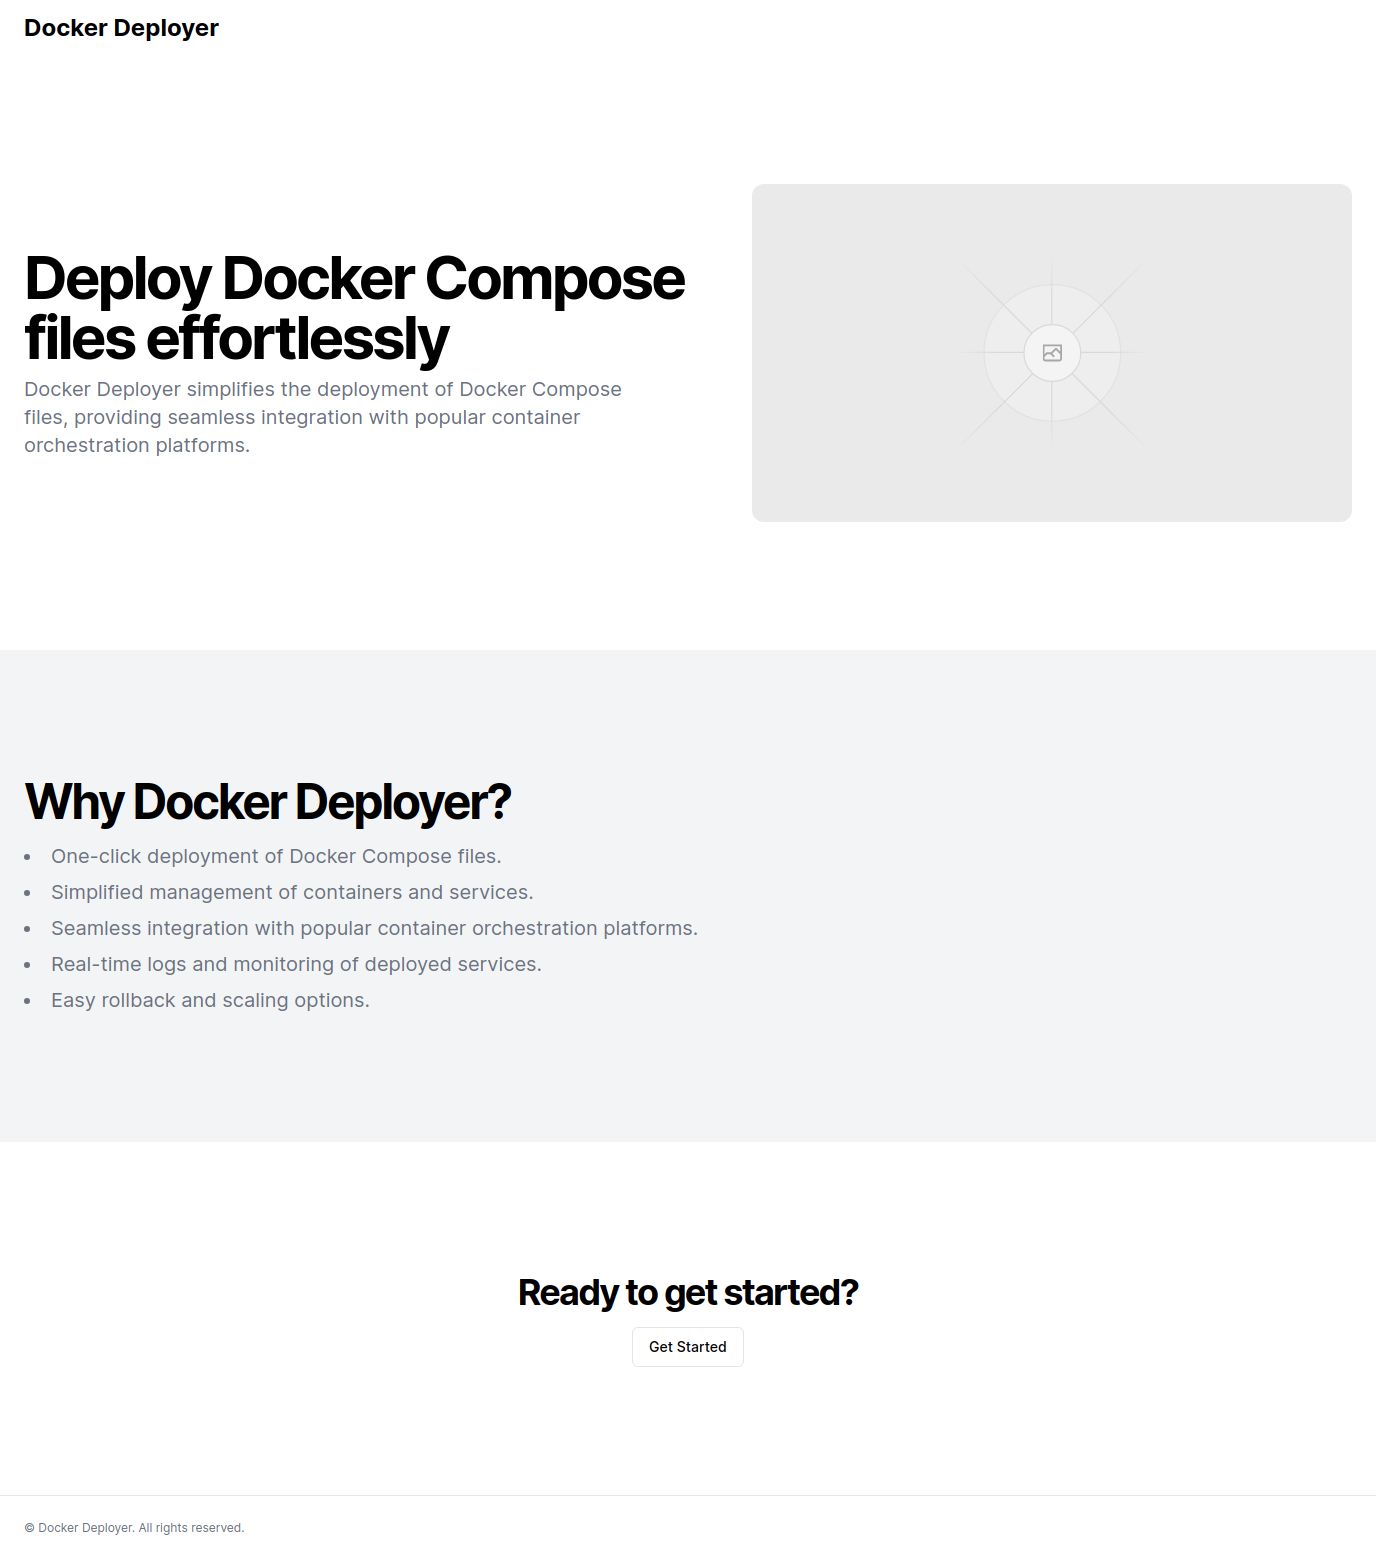 Docker Deployer
Deploy Docker Compose
files effortlessly
Docker Deployer simplifies the deployment of Docker Compose
files, providing seamless integration with popular container
orchestration platforms.
Why Docker Deployer?
• One-click deployment of Docker Compose files.
• Simplified management of containers and services.
• Seamless integration with popular container orchestration platforms.
• Real-time logs and monitoring of deployed services.
• Easy rollback and scaling options.
Ready to get started?
Get Started
© Docker Deployer. All rights reserved.